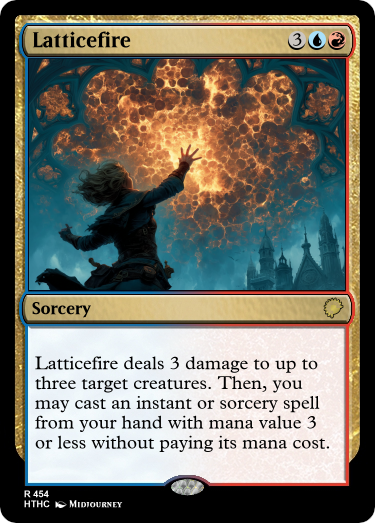 Latticefire 3
Sorcery
Latticefire deals 3 damage to up to
three target creatures. Then, you
may cast an instant or sorcery spell
from your hand with mana value 3
or less without paying its mana cost.
R 454
HTHC Midjourney